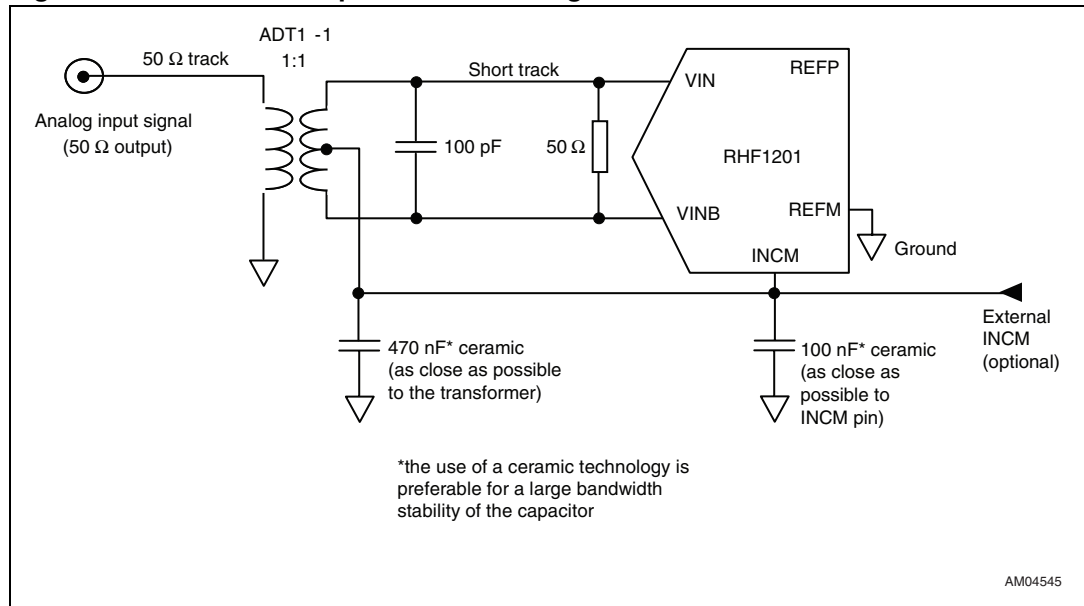 ADT1 -1
1:1
50 Ω track
Short track
VIN
REFP
Analog input signal
(50 Ω output)
100 pF
50 Ω
RHF1201
VINB
REFM
INCM
Ground
External
INCM
(optional)
470 nF* ceramic
(as close as possible
to the transformer)
100 nF* ceramic
(as close as
possible to
INCM pin)
*the use of a ceramic technology is
preferable for a large bandwidth
stability of the capacitor
AM04545